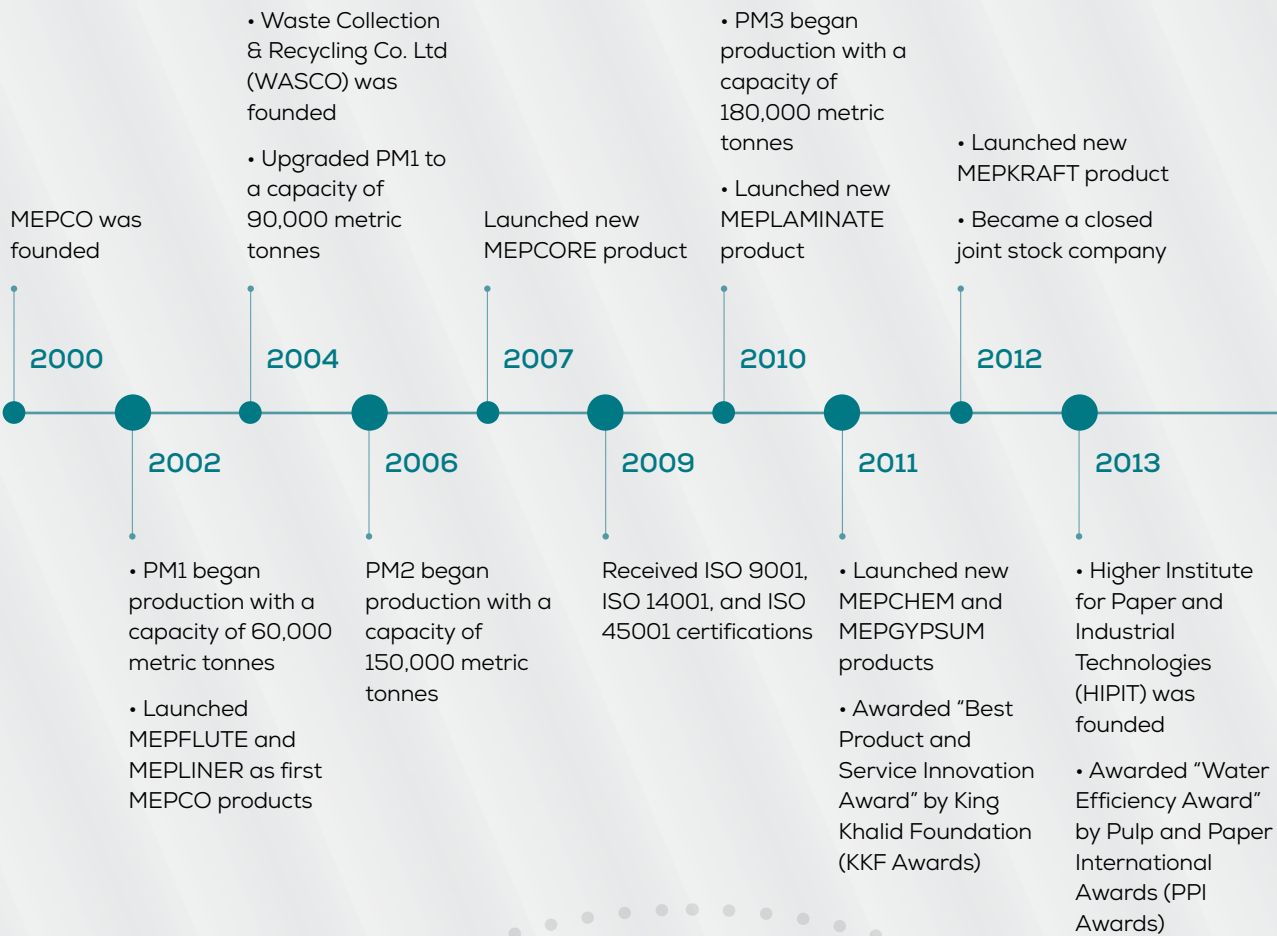 MEPCO was
founded
2000
2002
• PM1 began
production with a
capacity of 60,000
metric tonnes
• Launched
MEPFLUTE and
MEPLINER as first
MEPCO products
• Waste Collection
& Recycling Co. Ltd
(WASCO) was
founded
• Upgraded PM1 to
a capacity of
90,000 metric
tonnes
2004
2006
PM2 began
production with a
capacity of
150,000 metric
tonnes
Launched new
MEPCORE product
2007
2009
Received ISO 9001,
ISO 14001, and ISO
45001 certifications
• PM3 began
production with a
capacity of
180,000 metric
tonnes
• Launched new
MEPLAMINATE
product
2010
2011
• Launched new
MEPCHEM and
MEPGYPSUM
products
• Awarded “Best
Product and
Service Innovation
Award” by King
Khalid Foundation
(KKF Awards)
• Launched new
MEPKRAFT product
• Became a closed
joint stock company
2012
2013
• Higher Institute
for Paper and
Industrial
Technologies
(HIPIT) was
founded
• Awarded “Water
Efficiency Award”
by Pulp and Paper
International
Awards (PPI
Awards)